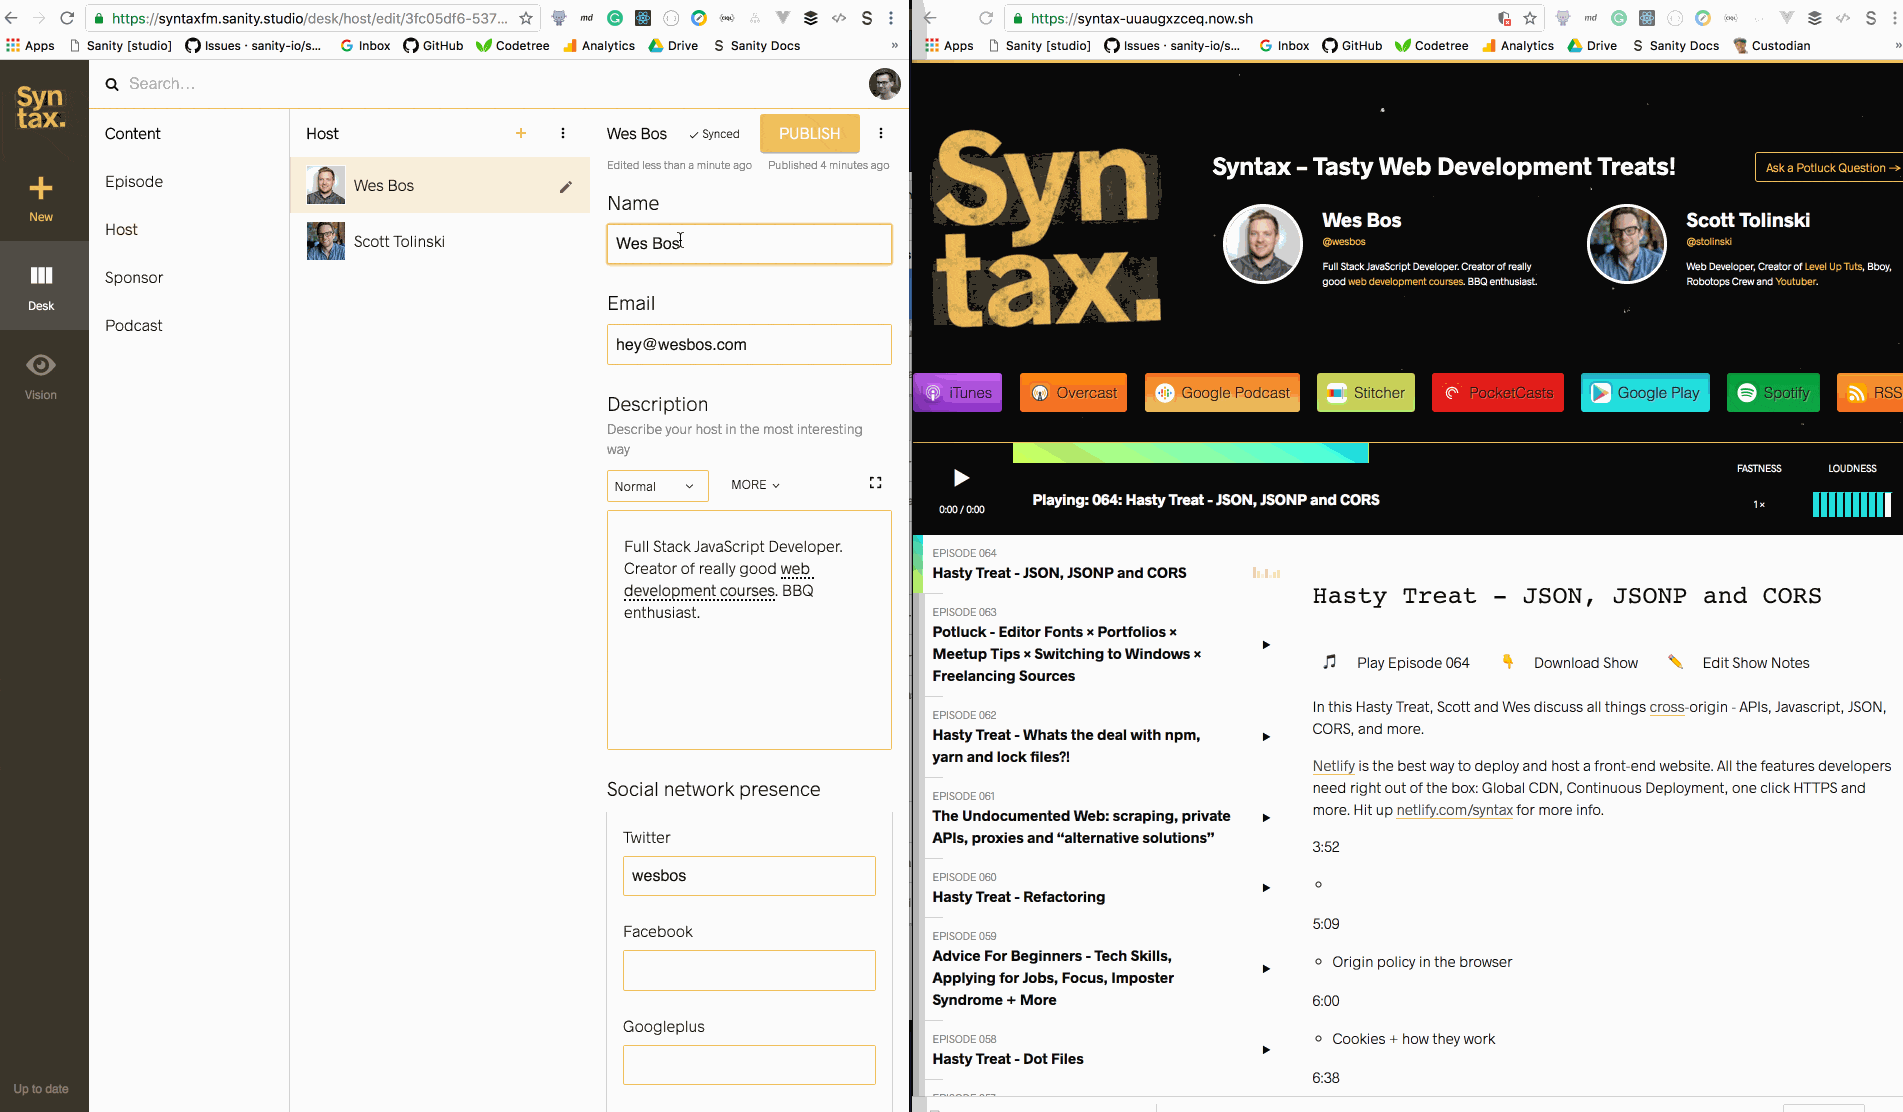 https://syntaxfm.sanity.studio/desk/host/edit/3fc05df6-537...
Apps
Sanity [studio]
Issues · sanity-io/s...
Inbox
GitHub
Codetree
Analytics
Drive
Sanity Docs
»
Syn
tax.
New
Desk
Vision
Up to date
Search...
Content
Episode
Host
Sponsor
Podcast
Host
Wes Bos
Scott Tolinski
Wes Bos
Synced
PUBLISH
Edited less than a minute ago
Published 4 minutes ago
Name
Wes Bos
Email
hey@wesbos.com
Description
Describe your host in the most interesting
way
Normal
MORE
Full Stack JavaScript Developer.
Creator of really good web
development courses. BBQ
enthusiast.
Social network presence
Twitter
wesbos
Facebook
Googleplus
https://syntax-uuaugxzceq.now.sh
Apps
Sanity [studio]
Issues · sanity-io/s...
Inbox
GitHub
Codetree
Analytics
Drive
Sanity Docs
Custodian
»
Syn
tax.
Syntax – Tasty Web Development Treats!
Ask a Potluck Question →
Wes Bos
@wesbos
Full Stack JavaScript Developer. Creator of really
good web development courses. BBQ enthusiast.
Scott Tolinski
@stolinski
Web Developer, Creator of Level Up Tuts, Bboy,
Robotops Crew and Youtuber.
iTunes
Overcast
Google Podcast
Stitcher
PocketCasts
Google Play
Spotify
RSS
0:00 / 0:00
Playing: 064: Hasty Treat - JSON, JSONP and CORS
FASTNESS
1×
LOUDNESS
EPISODE 064
Hasty Treat - JSON, JSONP and CORS
EPISODE 063
Potluck - Editor Fonts × Portfolios ×
Meetup Tips × Switching to Windows ×
Freelancing Sources
EPISODE 062
Hasty Treat - Whats the deal with npm,
yarn and lock files?!
EPISODE 061
The Undocumented Web: scraping, private
APIs, proxies and “alternative solutions”
EPISODE 060
Hasty Treat - Refactoring
EPISODE 059
Advice For Beginners - Tech Skills,
Applying for Jobs, Focus, Imposter
Syndrome + More
EPISODE 058
Hasty Treat - Dot Files
Hasty Treat - JSON, JSONP and CORS
Play Episode 064
Download Show
Edit Show Notes
In this Hasty Treat, Scott and Wes discuss all things cross-origin - APIs, Javascript, JSON,
CORS, and more.
Netlify is the best way to deploy and host a front-end website. All the features developers
need right out of the box: Global CDN, Continuous Deployment, one click HTTPS and
more. Hit up netlify.com/syntax for more info.
3:52
5:09
Origin policy in the browser
6:00
Cookies + how they work
6:38